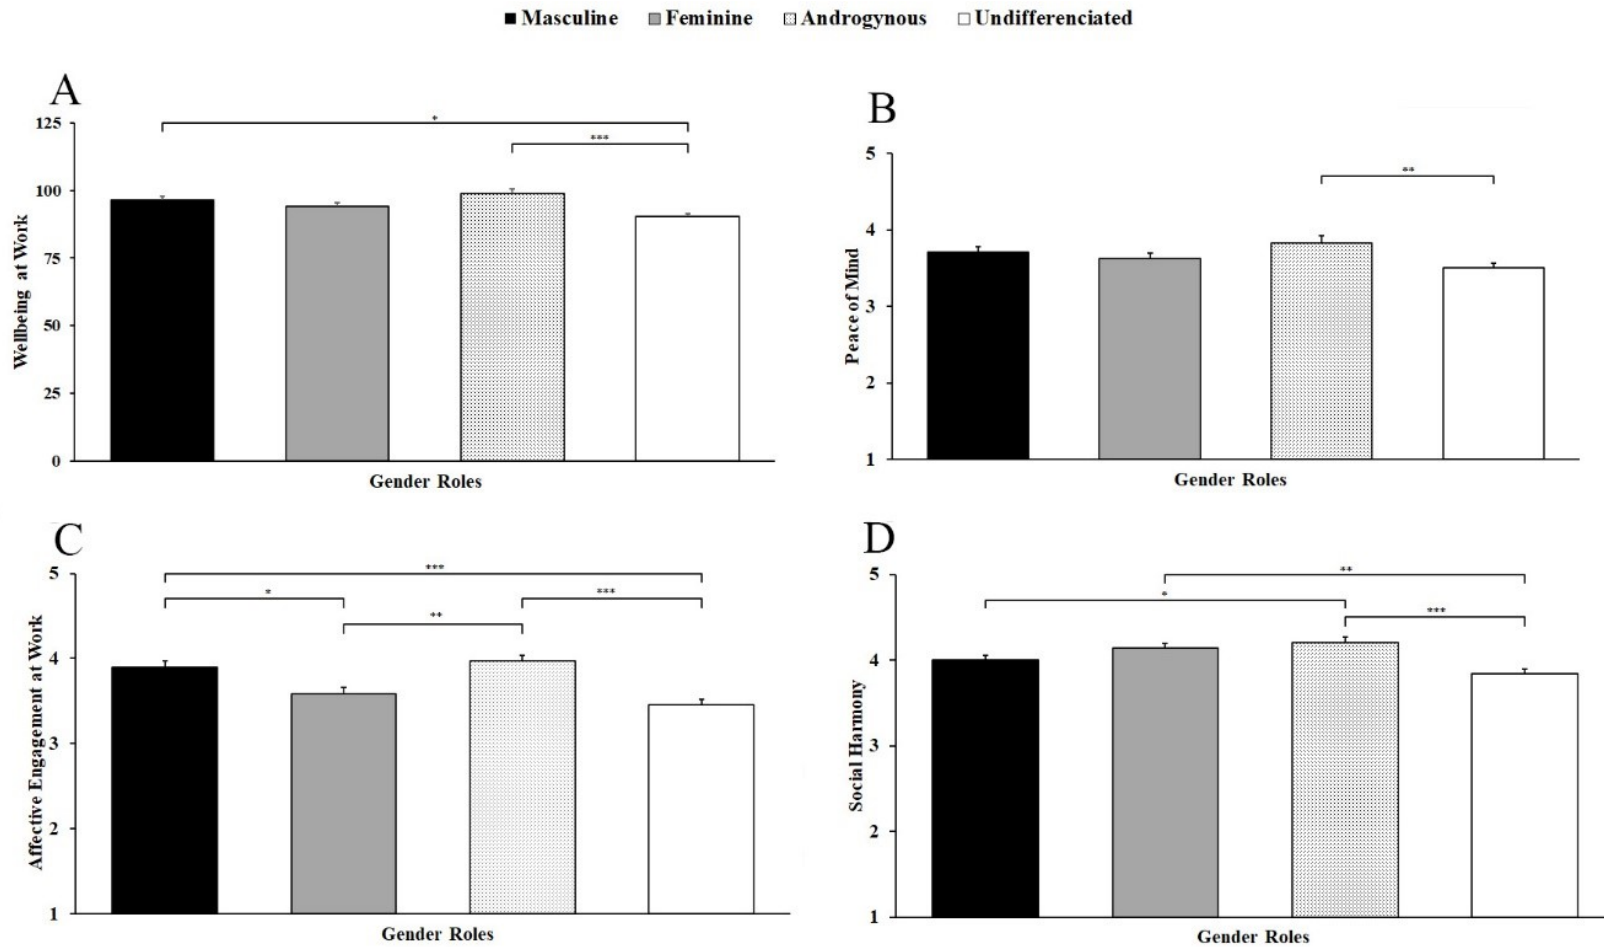 Masculine Feminine Androgynous Undifferenciated
A
125
100
75
50
25
0
Wellbeing at Work
*
***
Gender Roles
B
5
4
3
2
1
Peace of Mind
**
Gender Roles
C
5
4
3
2
1
Affective Engagement at Work
***
*
***
**
Gender Roles
D
5
4
3
2
1
Social Harmony
**
*
***
Gender Roles